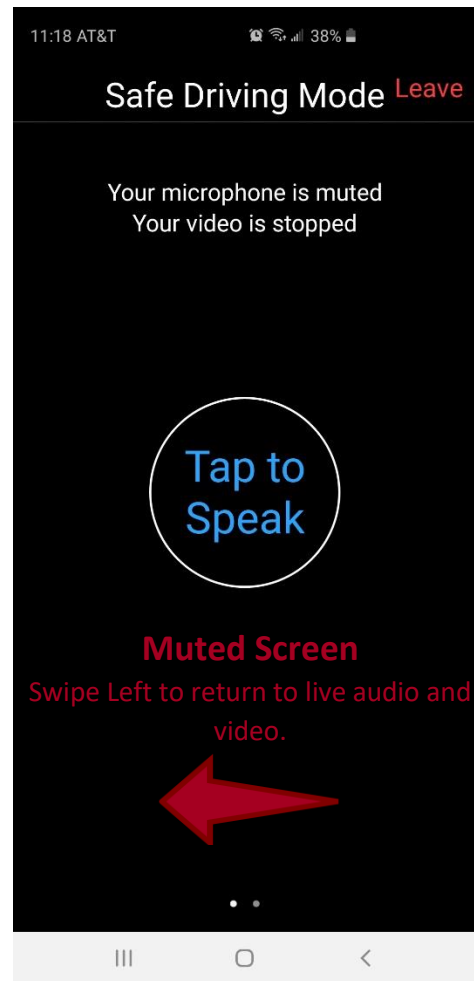 11:18 AT&T 38%
Safe Driving Mode Leave
Your microphone is muted
Your video is stopped
Tap to
Speak
Muted Screen
Swipe Left to return to live audio and
video.